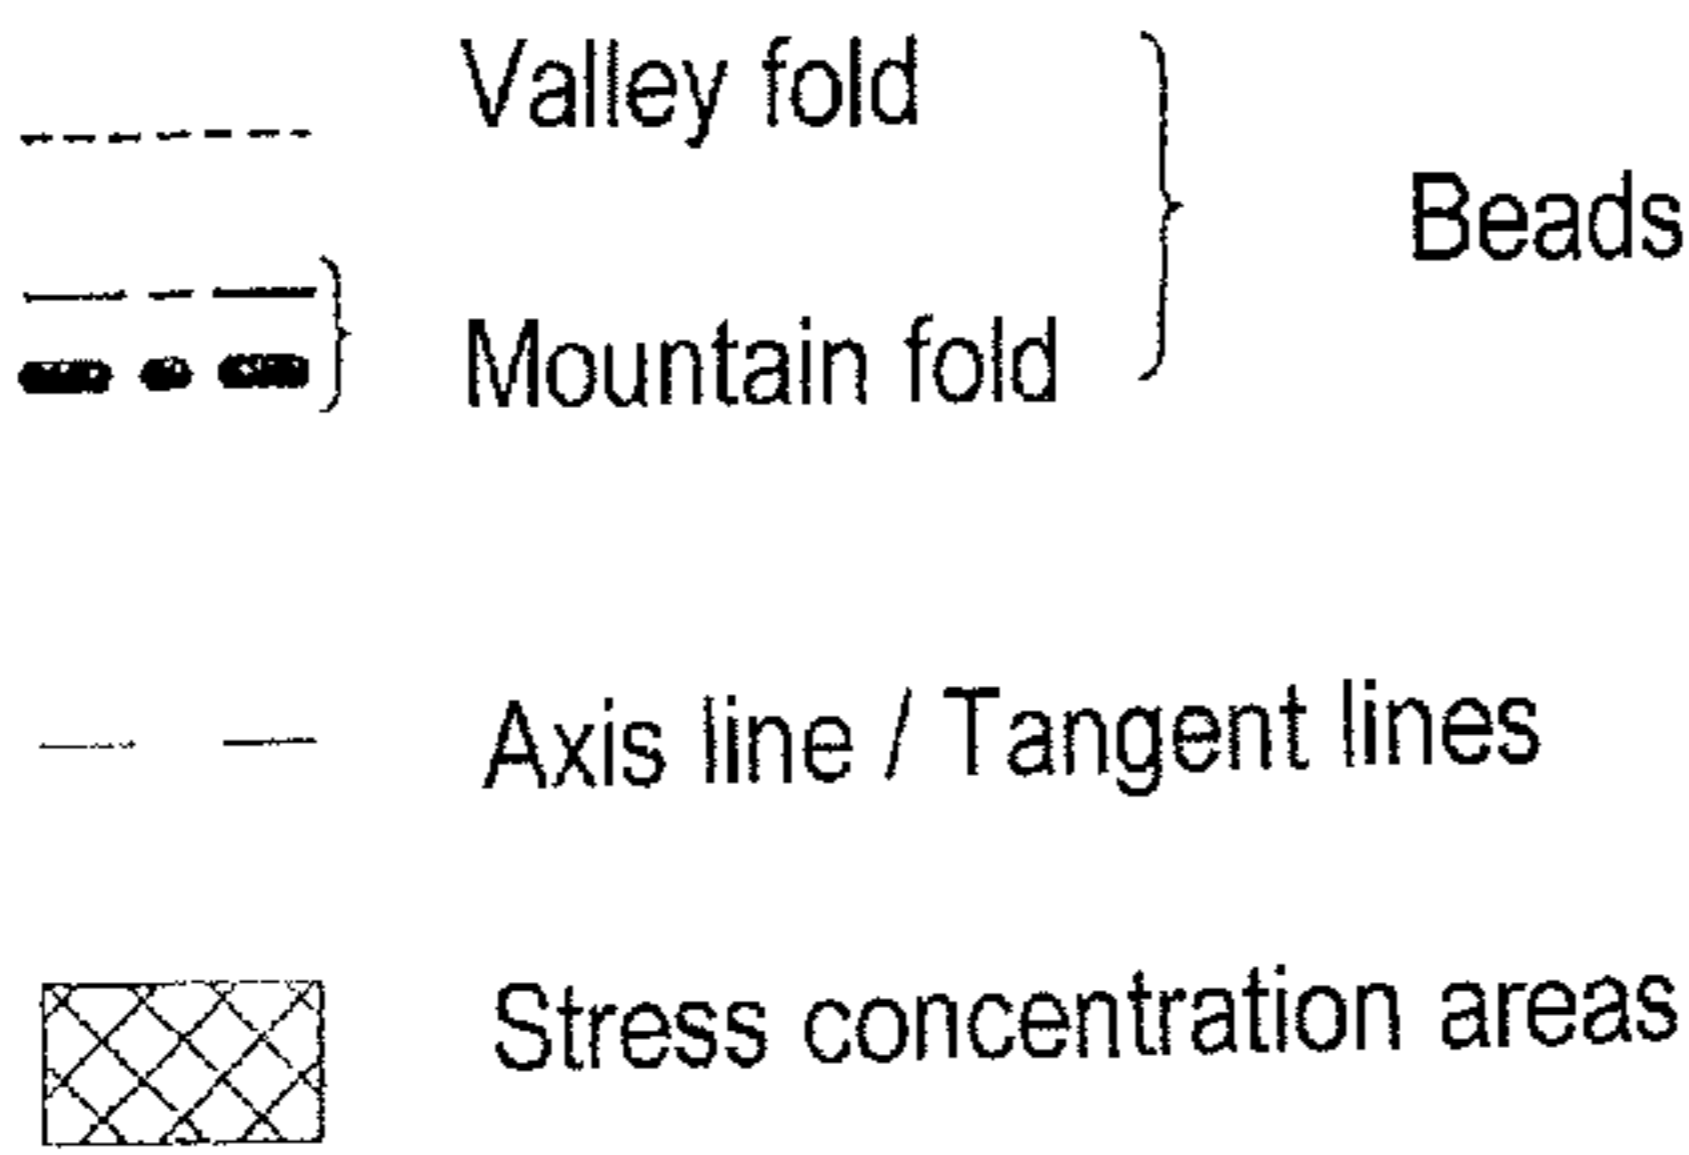 Valley fold
Beads
Mountain fold
Axis line / Tangent lines
Stress concentration areas